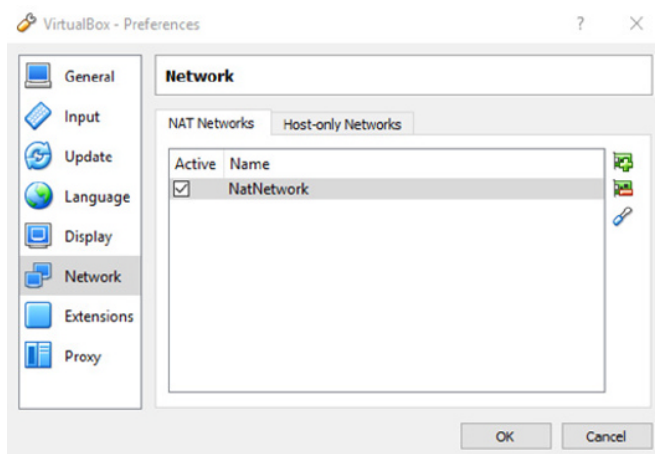 VirtualBox - Preferences
?
General
Input
Update
Language
Display
Network
Extensions
Proxy
Network
NAT Networks
Host-only Networks
Active Name
NatNetwork
OK
Cancel